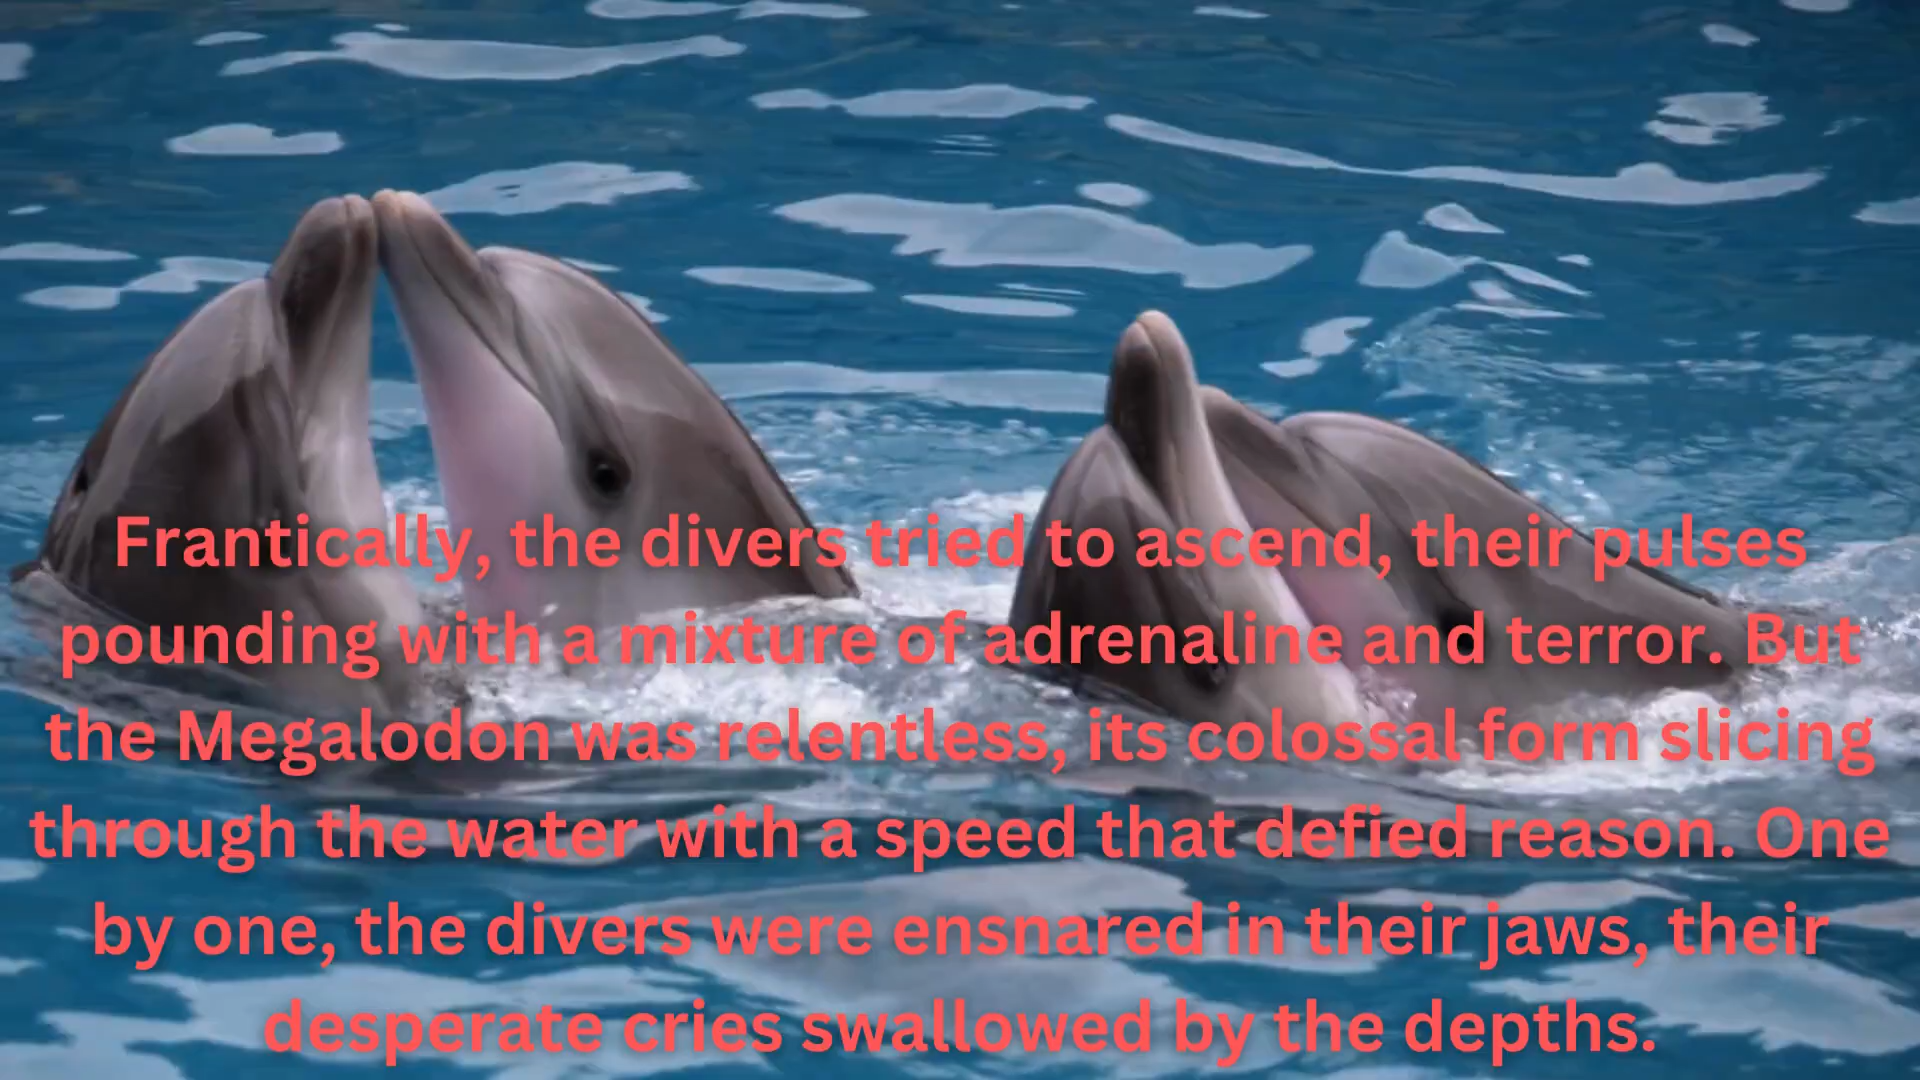 Frantically, the divers tried to ascend, their pulses
pounding with a mixture of adrenaline and terror. But
the Megalodon was relentless, its colossal form slicing
through the water with a speed that defied reason. One
by one, the divers were ensnared in their jaws, their
desperate cries swallowed by the depths.